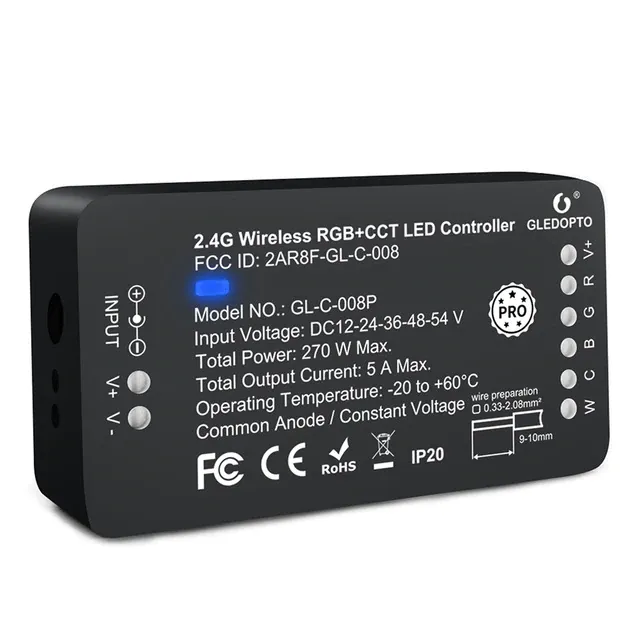 GLEDOPTO ®
2.4G Wireless RGB+CCT LED Controller
FCC ID: 2AR8F-GL-C-008
Model NO.: GL-C-008P
Input Voltage: DC12-24-36-48-54 V
Total Power: 270 W Max.
Total Output Current: 5 A Max.
Operating Temperature: -20 to +60°C
Common Anode / Constant Voltage
FC CE RoHS IP20
INPUT
+
-
V+
V-
PRO
wire preparation
0.33-2.08mm²
9-10mm
V+
R
G
B
C
W